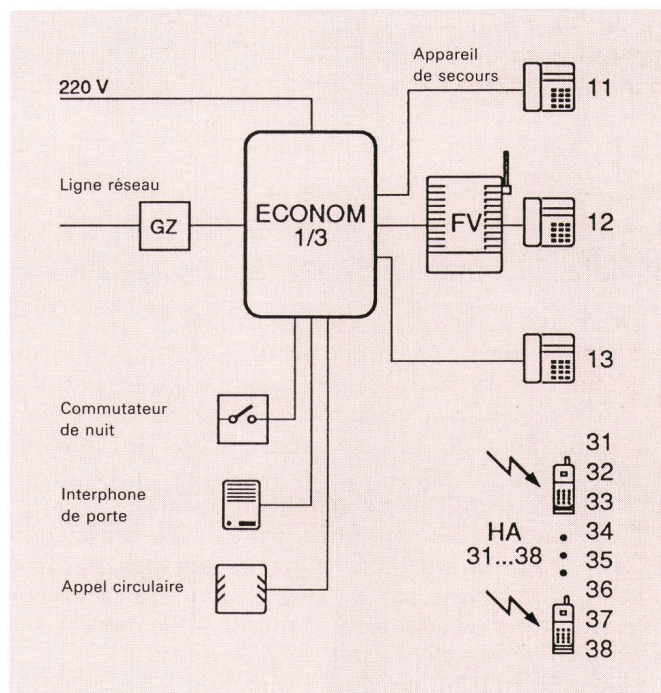 Appareil
de secours
11
220 V
Ligne réseau
GZ
ECONOM
1/3
FV
12
13
Commutateur
de nuit
31
32
33
Interphone
de porte
HA
31...38
34
35
36
Appel circulaire
37
38